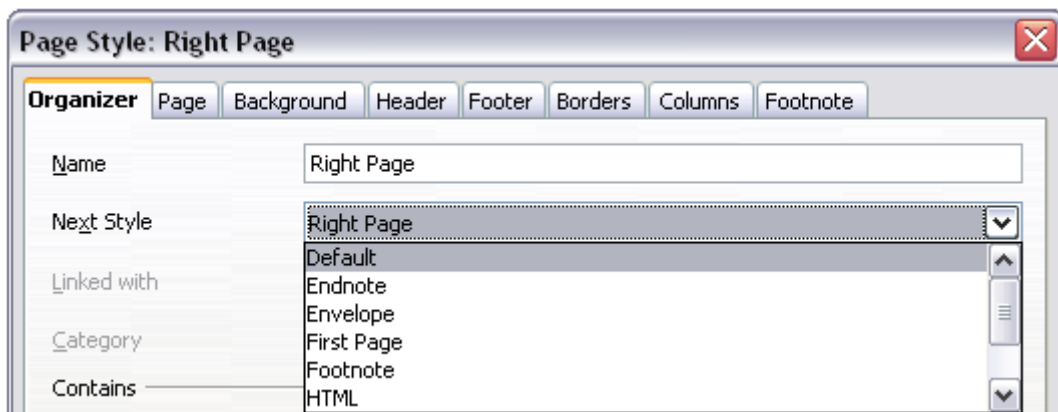 Page Style: Right Page
Organizer Page Background Header Footer Borders Columns Footnote
Name Right Page
Next Style Right Page
Default
Linked with Endnote
Envelope
Category First Page
Footnote
Contains HTML